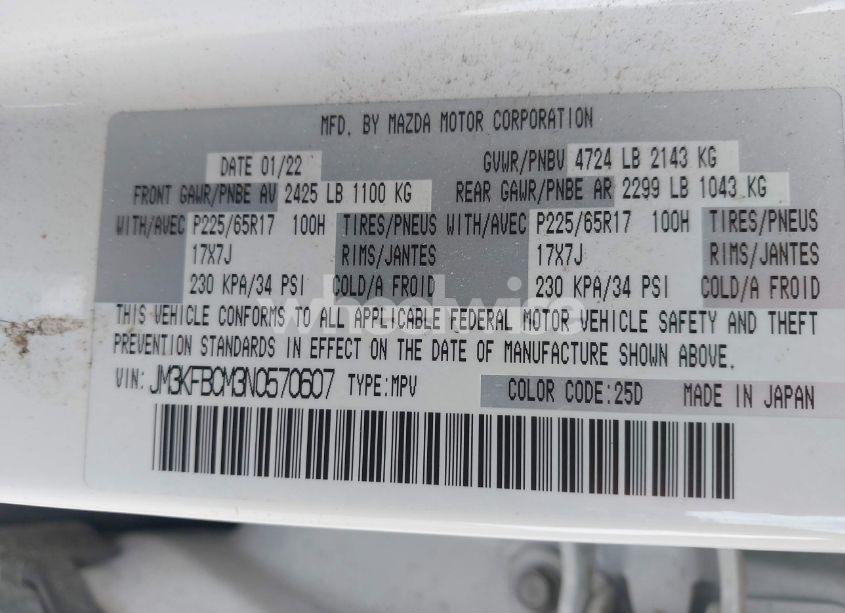 MFD. BY MAZDA MOTOR CORPORATION
DATE 01/22 GVWR/PNBV 4724 LB 2143 KG
FRONT GAWR/PNBE AV 2425 LB 1100 KG REAR GAWR/PNBE AR 2299 LB 1043 KG
WITH/AVEC P225/65R17 100H TIRES/PNEUS WITH/AVEC P225/65R17 100H TIRES/PNEUS
17X7J RIMS/JANTES 17X7J RIMS/JANTES
230 KPA/34 PSI COLD/A FROID 230 KPA/34 PSI COLD/A FROID
wheelwire
THIS VEHICLE CONFORMS TO ALL APPLICABLE FEDERAL MOTOR VEHICLE SAFETY AND THEFT
PREVENTION STANDARDS IN EFFECT ON THE DATE OF MANUFACTURE SHOWN ABOVE.
VIN: JM3KFBCM3N0570607 TYPE:MPV COLOR CODE:25D MADE IN JAPAN